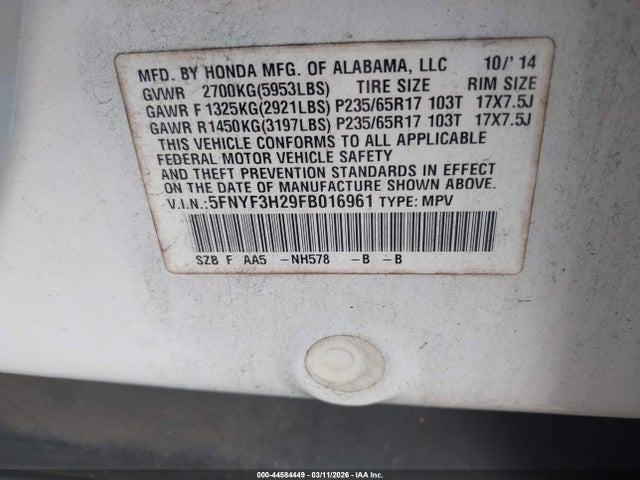 MFD. BY HONDA MFG. OF ALABAMA, LLC 10/'14
GVWR 2700KG(5953LBS) TIRE SIZE RIM SIZE
GAWR F1325KG(2921LBS) P235/65R17 103T 17X7.5J
GAWR R1450KG(3197LBS) P235/65R17 103T 17X7.5J
THIS VEHICLE CONFORMS TO ALL APPLICABLE
FEDERAL MOTOR VEHICLE SAFETY
AND THEFT PREVENTION STANDARDS IN EFFECT
ON THE DATE OF MANUFACTURE SHOWN ABOVE.
V.I.N.:5FNYF3H29FB016961 TYPE: MPV
SZB F AA5 -NH578 -B -B
000-44584449 | 03/11/2026 | IAA Inc.